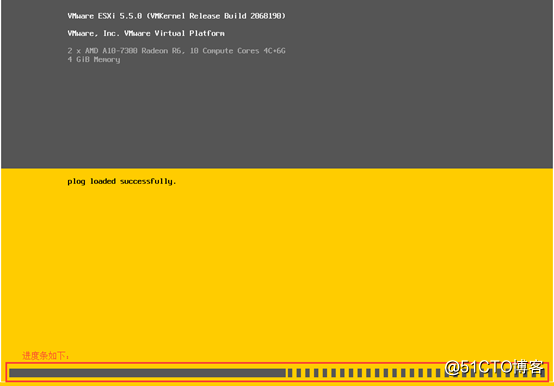 VMware ESXi 5.5.0 (VMKernel Release Build 2068190)
VMware, Inc. VMware Virtual Platform
2 x AMD A10-7300 Radeon R6, 10 Compute Cores 4C+6G
4 GiB Memory
plog loaded successfully.
进度条如下：
@51CTO博客